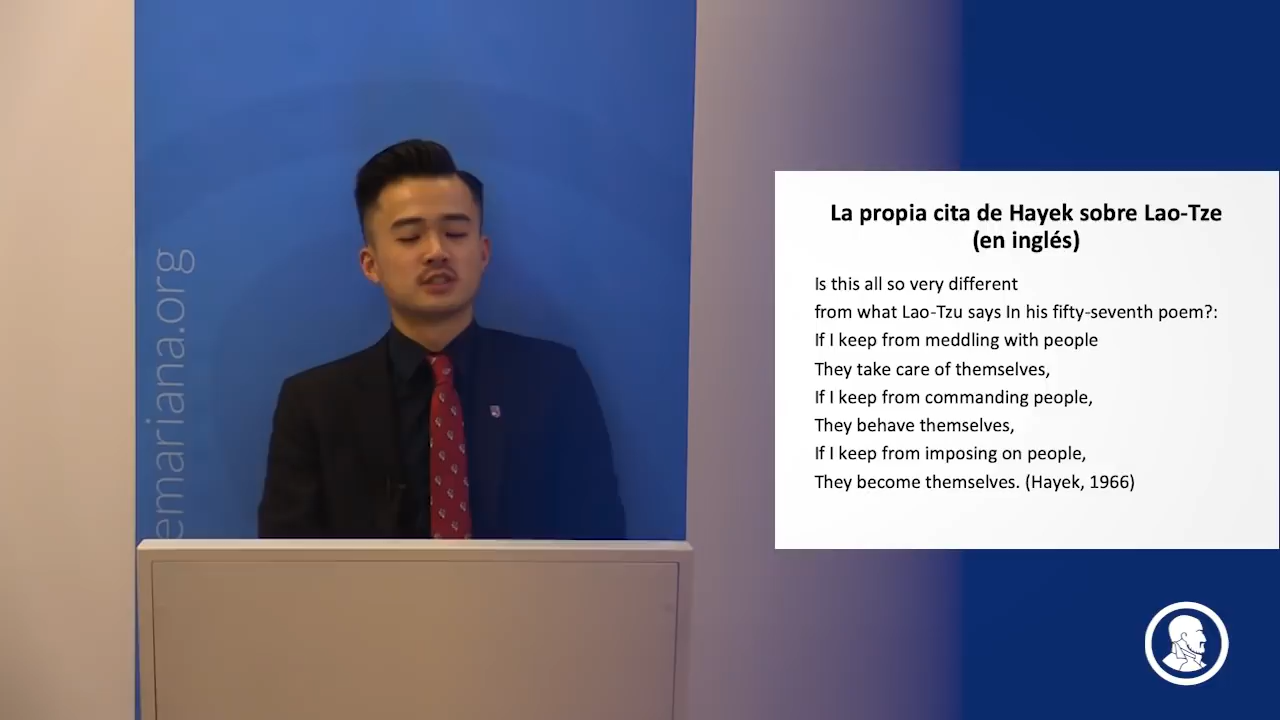 emariana.org
La propia cita de Hayek sobre Lao-Tze
(en inglés)
Is this all so very different
from what Lao-Tzu says In his fifty-seventh poem?:
If I keep from meddling with people
They take care of themselves,
If I keep from commanding people,
They behave themselves,
If I keep from imposing on people,
They become themselves. (Hayek, 1966)